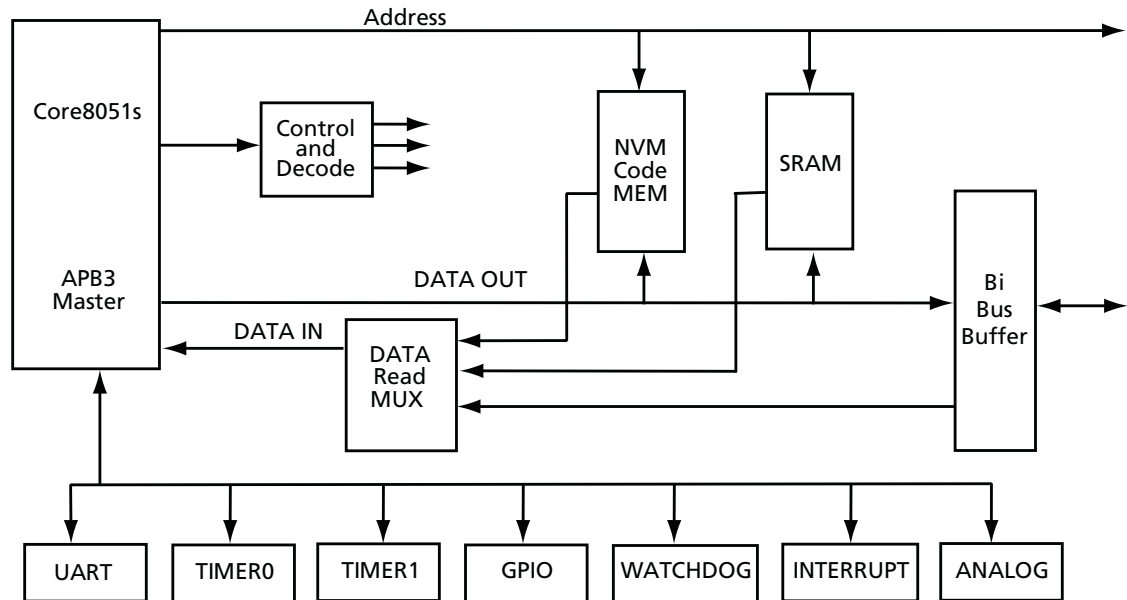 Address
Core8051s
Control
and
Decode
NVM
Code
MEM
SRAM
APB3
Master
DATA OUT
Bi
Bus
Buffer
DATA IN
DATA
Read
MUX
UART
TIMER0
TIMER1
GPIO
WATCHDOG
INTERRUPT
ANALOG